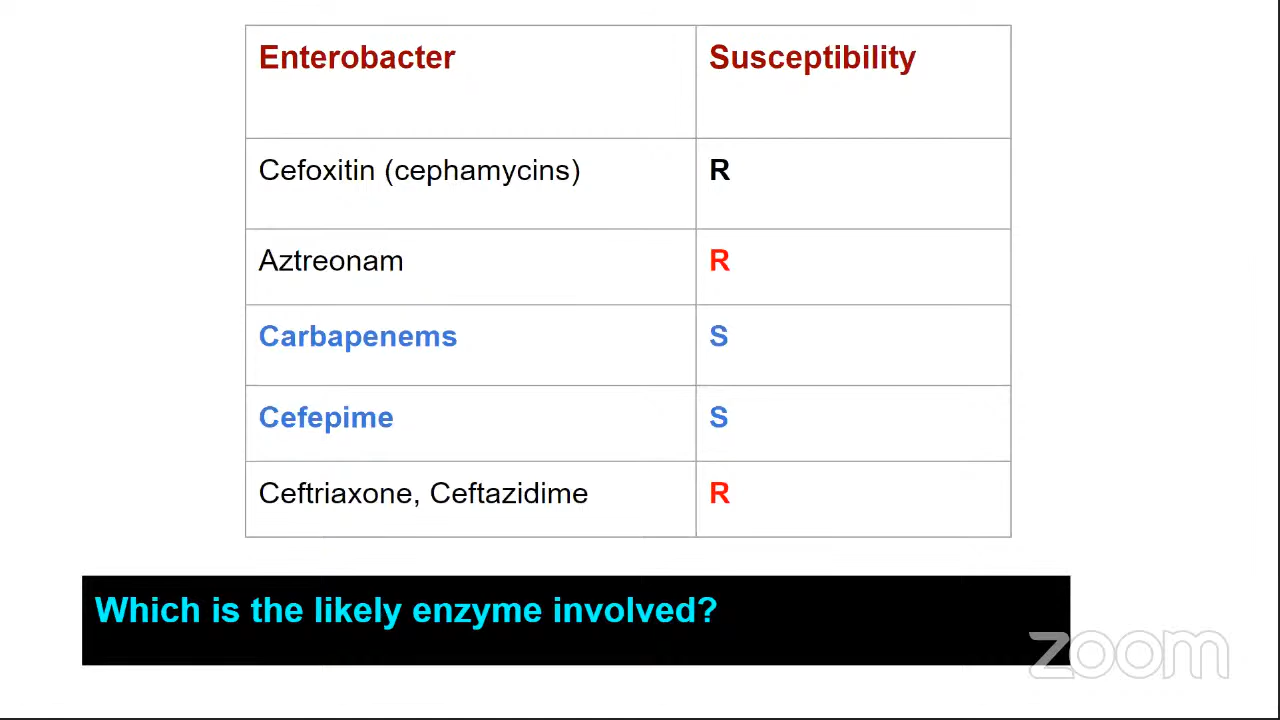 Enterobacter Susceptibility
Cefoxitin (cephamycins) R
Aztreonam R
Carbapenems S
Cefepime S
Ceftriaxone, Ceftazidime R
Which is the likely enzyme involved?
zoom